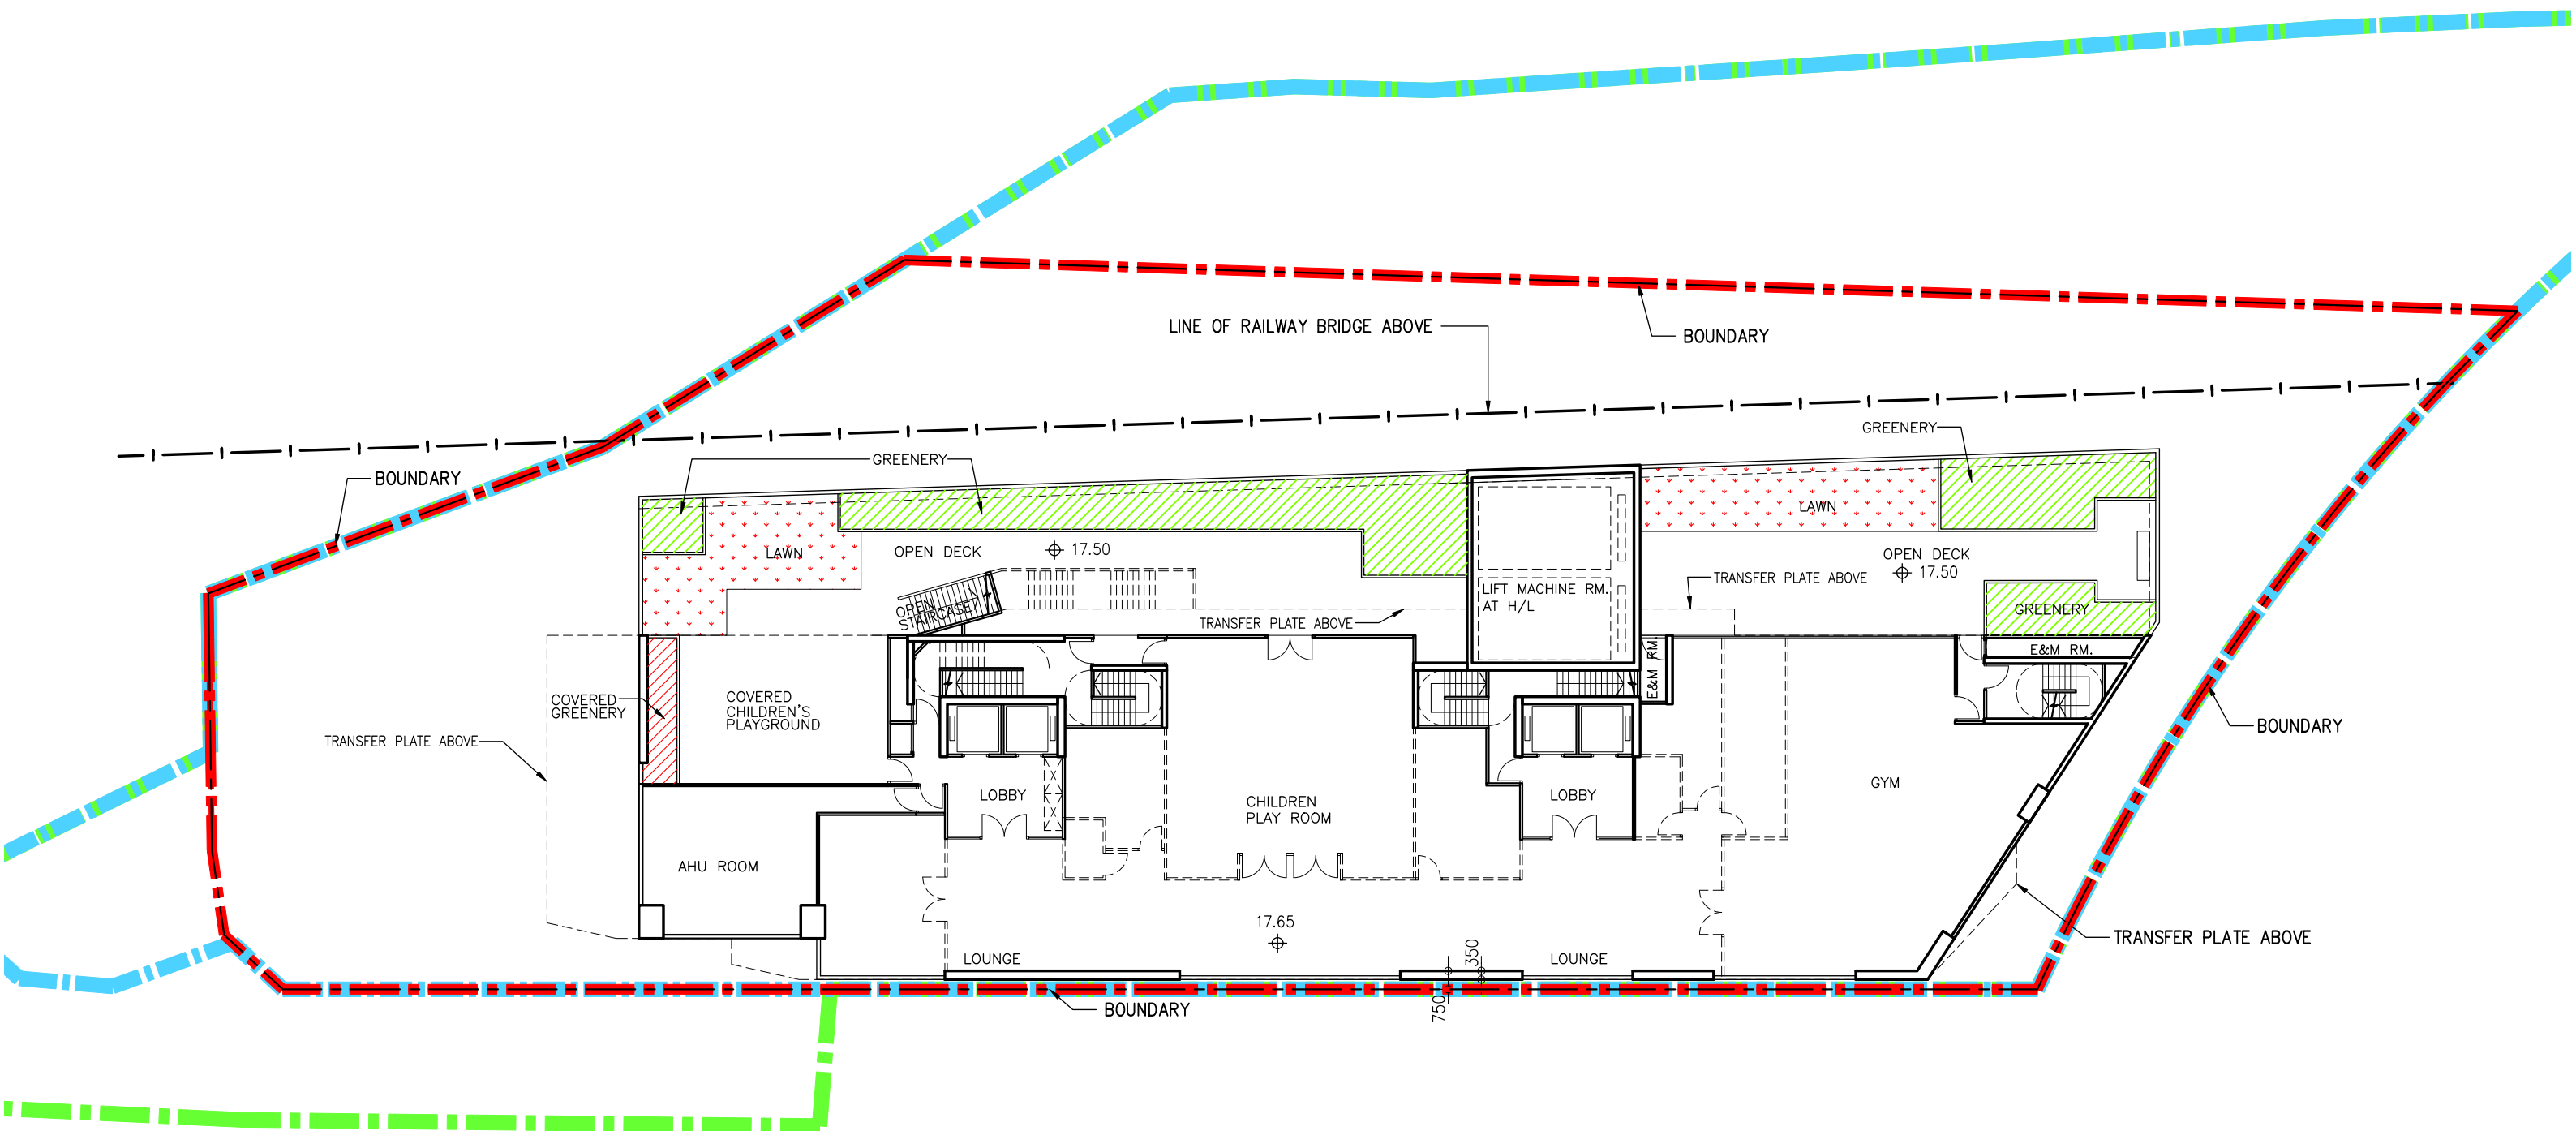 LINE OF RAILWAY BRIDGE ABOVE
BOUNDARY
GREENERY
GREENERY
BOUNDARY
LAWN
LAWN
OPEN DECK
17.50
OPEN DECK
17.50
TRANSFER PLATE ABOVE
LIFT MACHINE RM.
AT H/L
OPEN
STAIRCASE
TRANSFER PLATE ABOVE
GREENERY
E&M RM.
E&M RM.
COVERED
GREENERY
COVERED
CHILDREN'S
PLAYGROUND
BOUNDARY
TRANSFER PLATE ABOVE
GYM
LOBBY
CHILDREN
PLAY ROOM
LOBBY
AHU ROOM
17.65
TRANSFER PLATE ABOVE
LOUNGE
350
LOUNGE
750
BOUNDARY